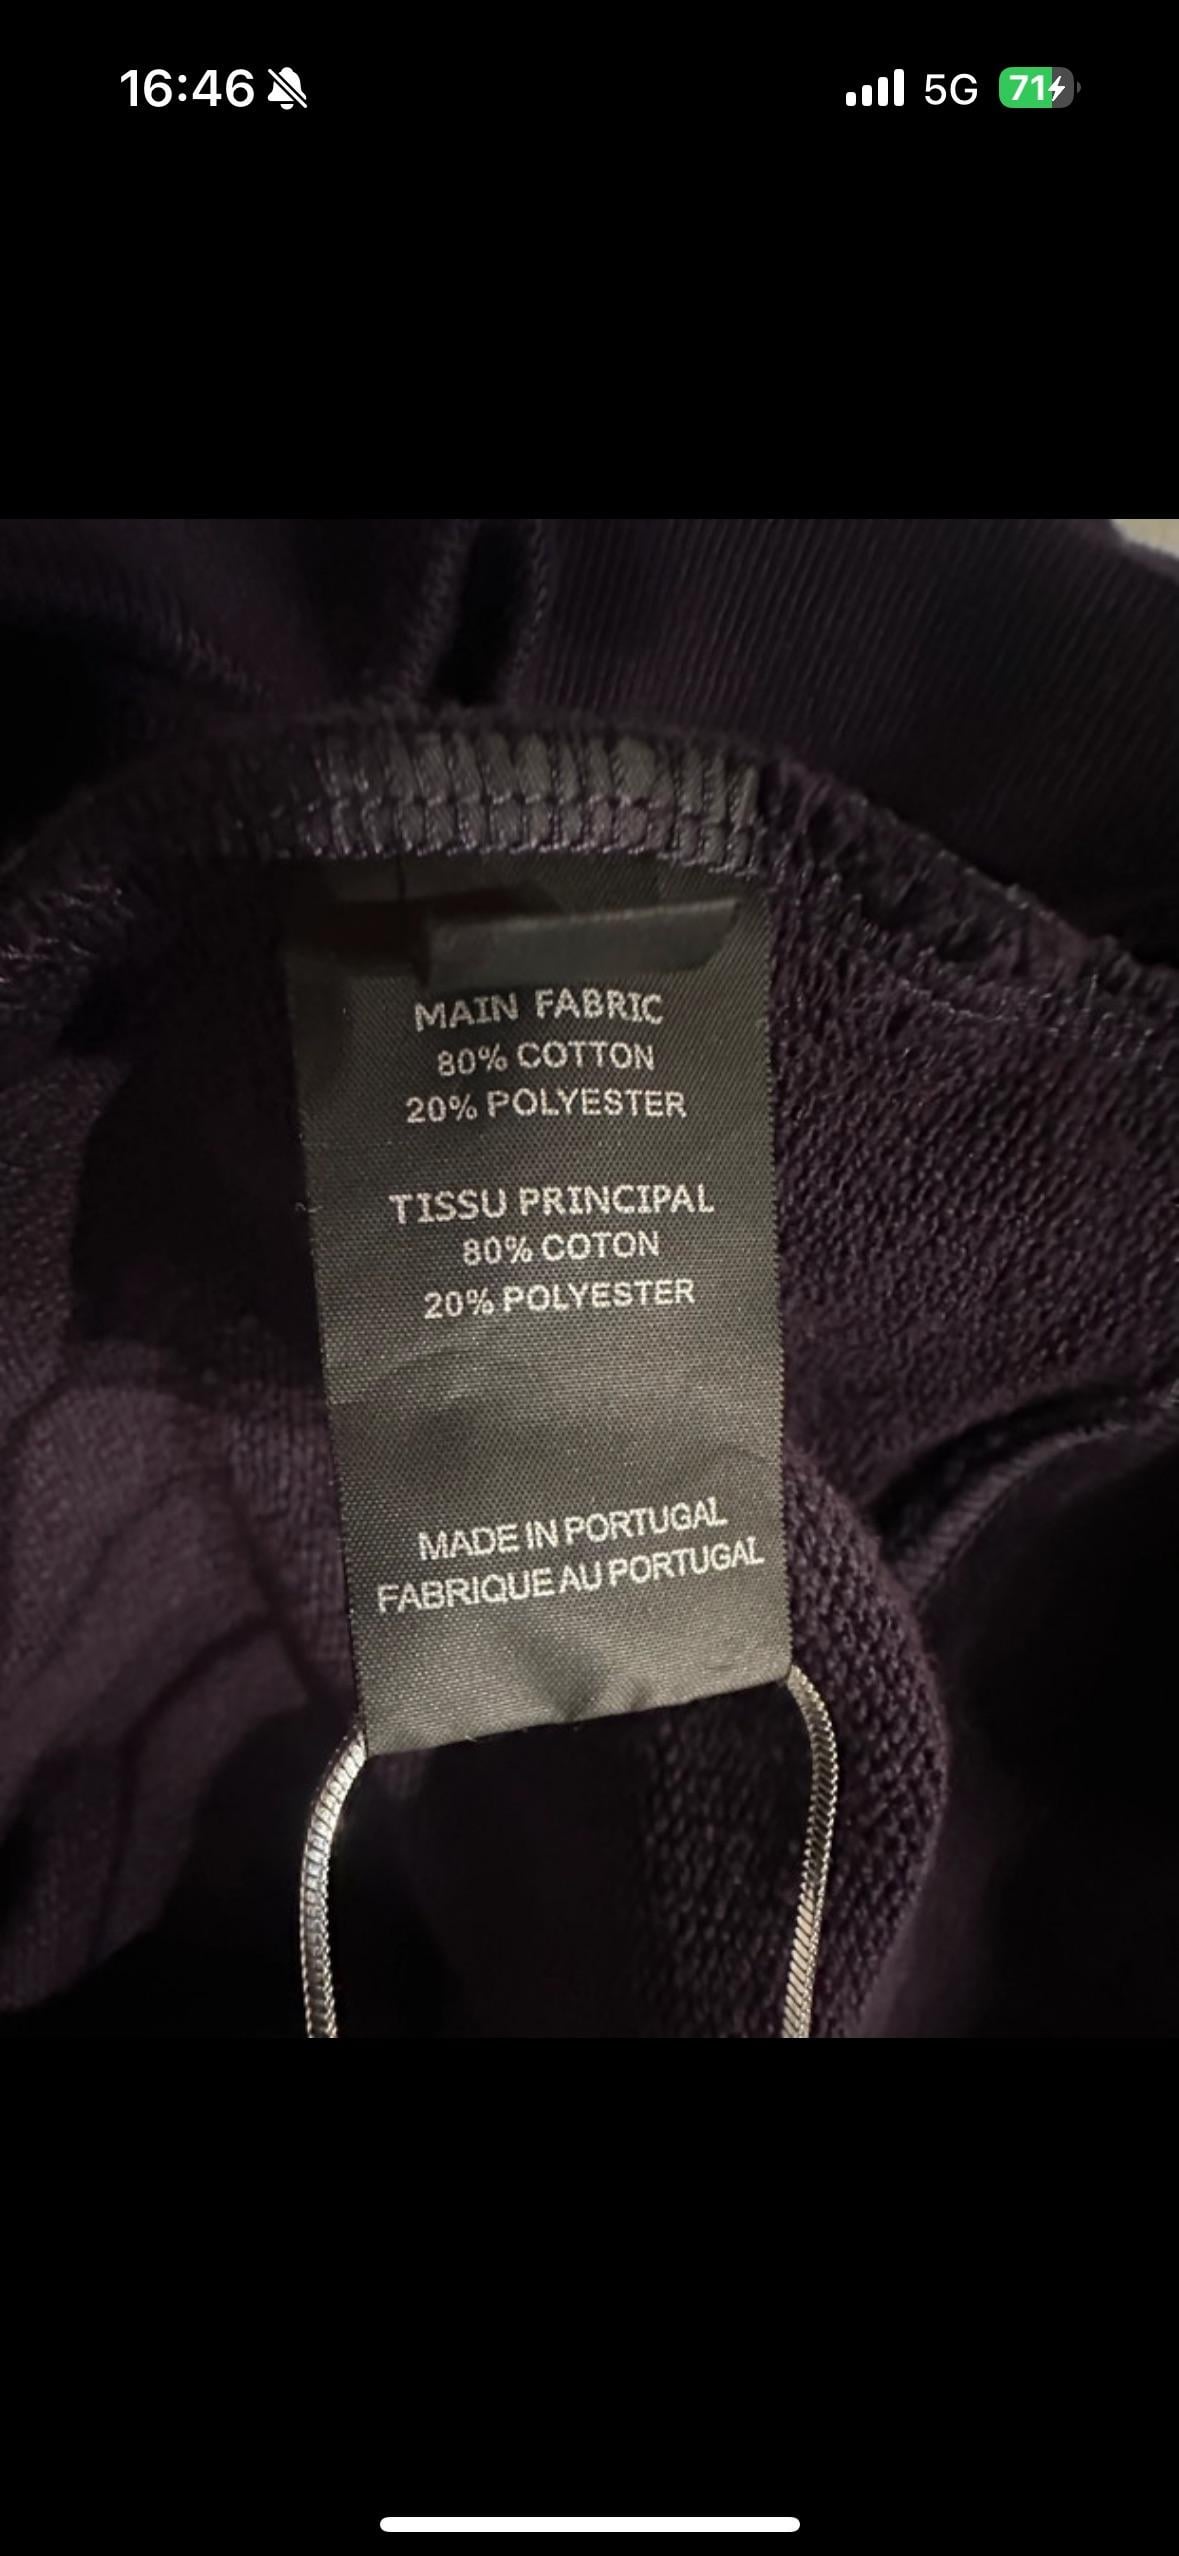 16:46
5G
71
MAIN FABRIC
80% COTTON
20% POLYESTER
TISSU PRINCIPAL
80% COTON
20% POLYESTER
MADE IN PORTUGAL
FABRIQUE AU PORTUGAL